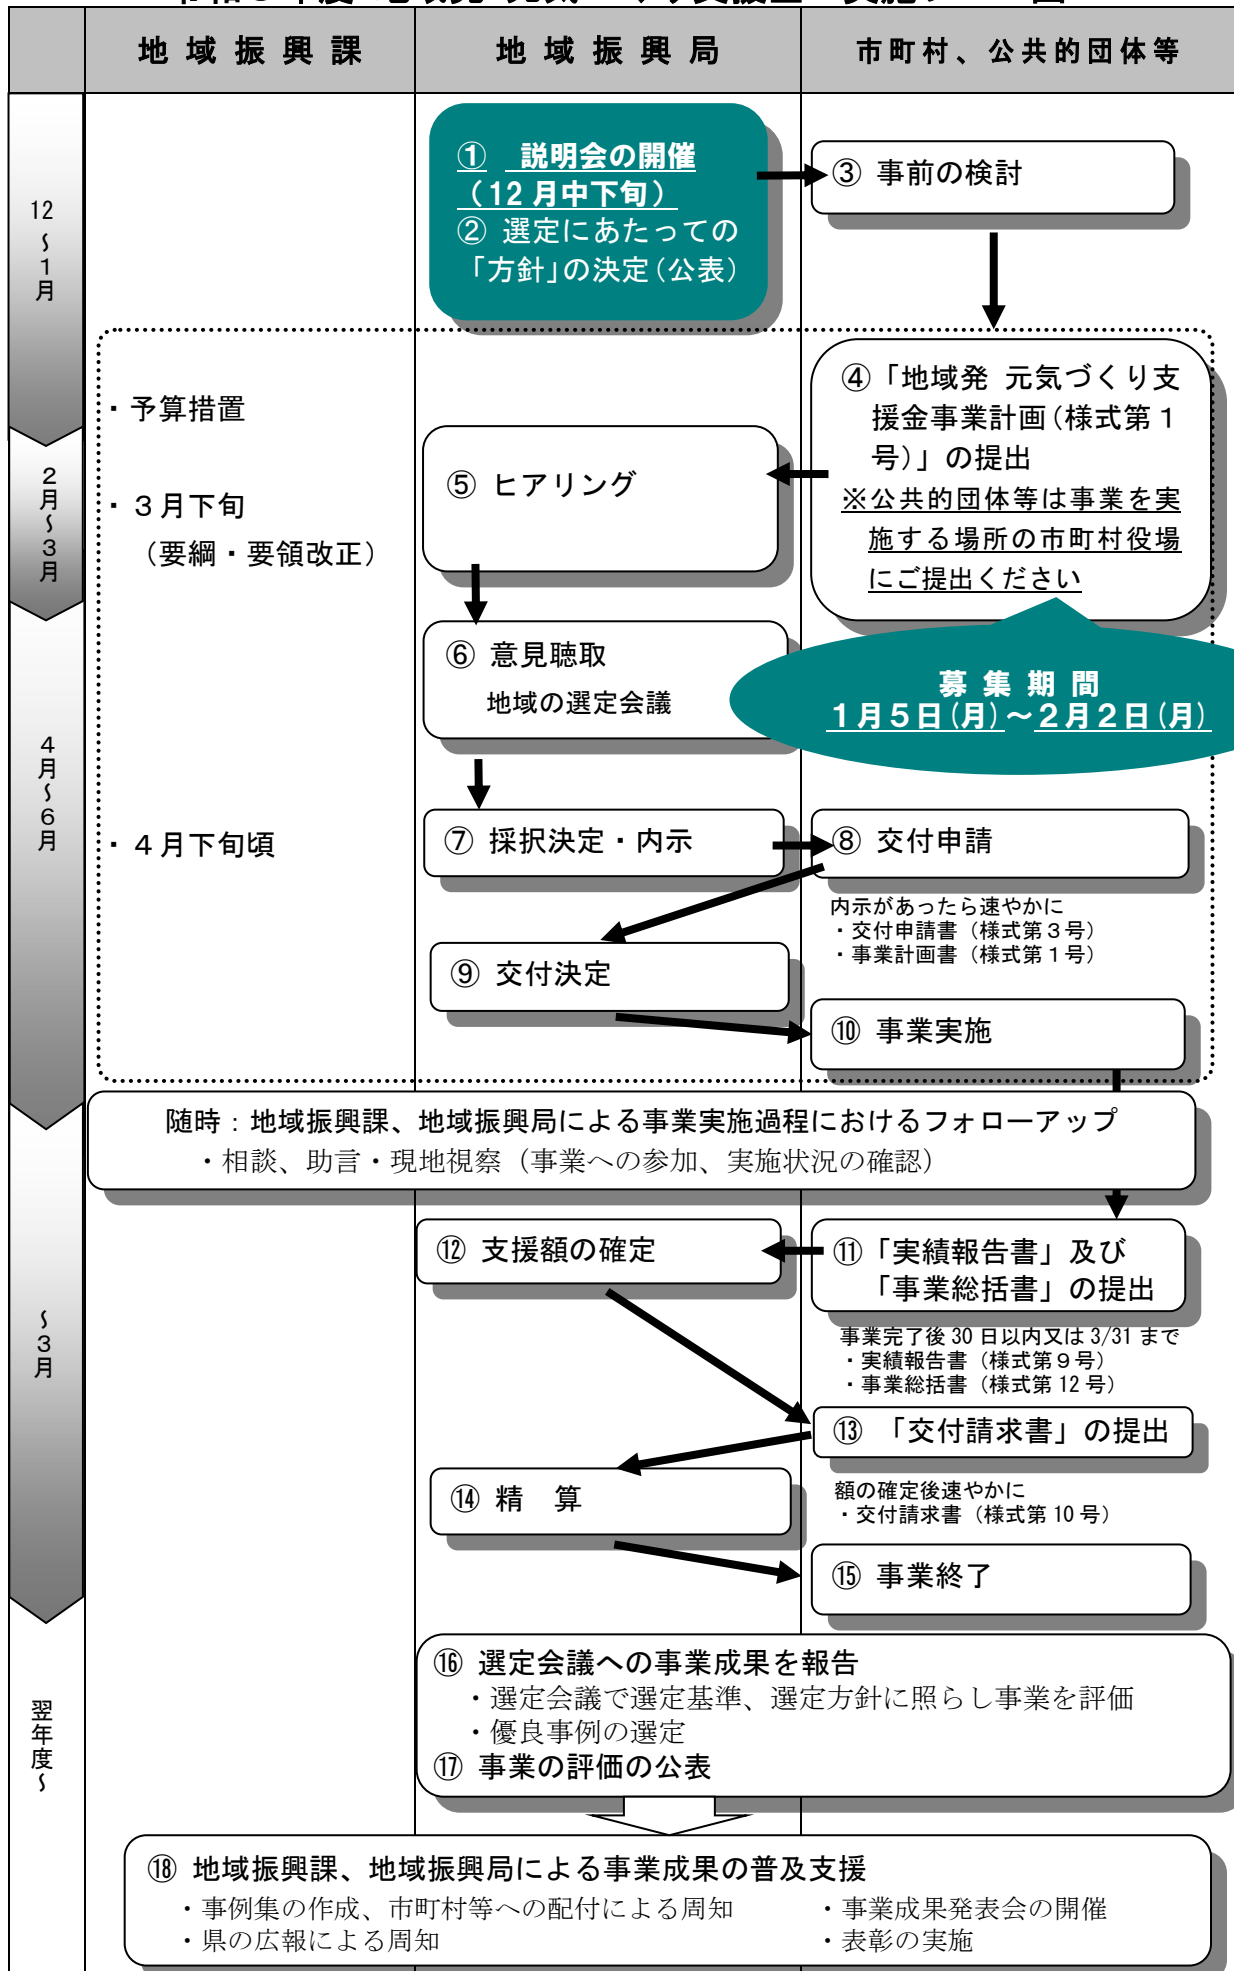 地域振興課
地域振興局
市町村、公共的団体等
12～1月
① 説明会の開催
（12月中下旬）
② 選定にあたっての
「方針」の決定（公表）
③ 事前の検討
・予算措置
④「地域発 元気づくり支
援金事業計画（様式第１
号）」の提出
※公共的団体等は事業を実
施する場所の市町村役場
にご提出ください
２月～３月
・３月下旬
（要綱・要領改正）
⑤ ヒアリング
⑥ 意見聴取
地域の選定会議
募集期間
１月５日（月）～２月２日（月）
４月～６月
・４月下旬頃
⑦ 採択決定・内示
⑧ 交付申請
内示があったら速やかに
・交付申請書（様式第３号）
・事業計画書（様式第１号）
⑨ 交付決定
⑩ 事業実施
随時：地域振興課、地域振興局による事業実施過程におけるフォローアップ
・相談、助言・現地視察（事業への参加、実施状況の確認）
～３月
⑫ 支援額の確定
⑪「実績報告書」及び
「事業総括書」の提出
事業完了後 30 日以内又は 3/31 まで
・実績報告書（様式第９号）
・事業総括書（様式第 12 号）
⑬ 「交付請求書」の提出
額の確定後速やかに
・交付請求書（様式第 10 号）
⑭ 精　算
⑮ 事業終了
翌年度～
⑯ 選定会議への事業成果を報告
・選定会議で選定基準、選定方針に照らし事業を評価
・優良事例の選定
⑰ 事業の評価の公表
⑱ 地域振興課、地域振興局による事業成果の普及支援
・事例集の作成、市町村等への配付による周知
・事業成果発表会の開催
・県の広報による周知
・表彰の実施